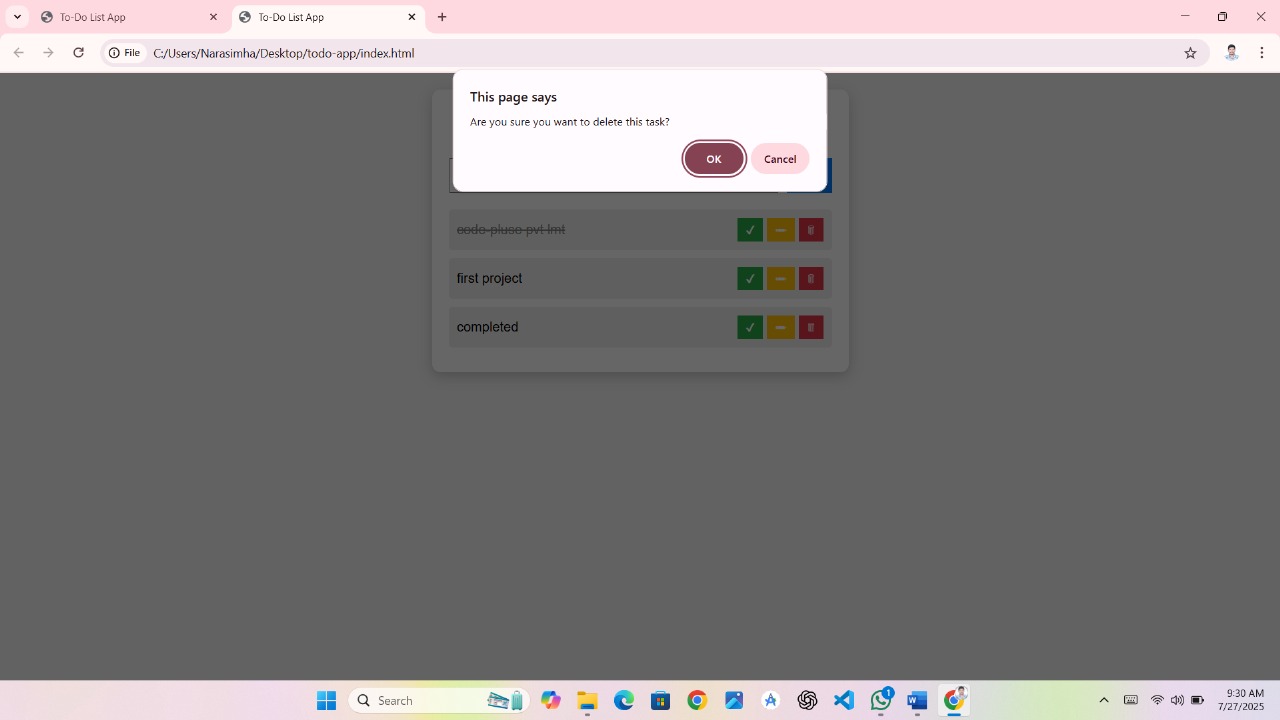 To-Do List App
To-Do List App
File
C:/Users/Narasimha/Desktop/todo-app/index.html
This page says
Are you sure you want to delete this task?
OK
Cancel
code-pluse pvt lmt
first project
completed
Search
1
9:30 AM
7/27/2025